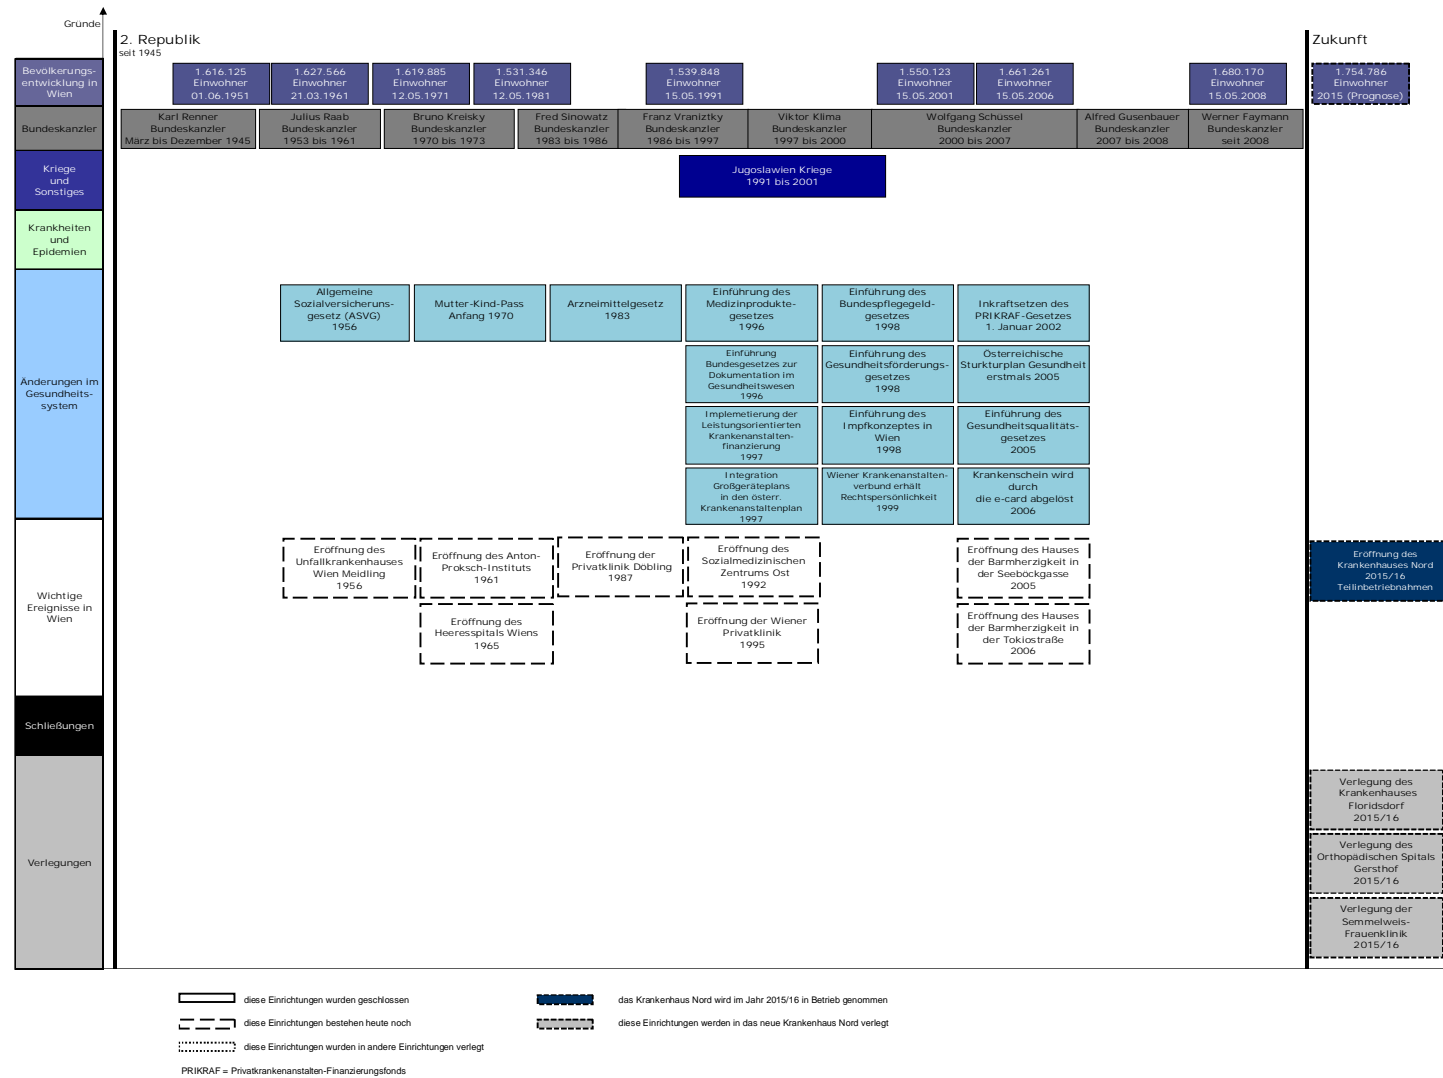 Gründe
2. Republik
seit 1945
Zukunft
Bevölkerungs-
entwicklung in
Wien
1.616.125
Einwohner
01.06.1951
1.627.566
Einwohner
21.03.1961
1.619.885
Einwohner
12.05.1971
1.531.346
Einwohner
12.05.1981
1.539.848
Einwohner
15.05.1991
1.550.123
Einwohner
15.05.2001
1.661.261
Einwohner
15.05.2006
1.680.170
Einwohner
15.05.2008
1.754.786
Einwohner
2015 (Prognose)
Bundeskanzler
Karl Renner
Bundeskanzler
März bis Dezember 1945
Julius Raab
Bundeskanzler
1953 bis 1961
Bruno Kreisky
Bundeskanzler
1970 bis 1973
Fred Sinowatz
Bundeskanzler
1983 bis 1986
Franz Vraniztky
Bundeskanzler
1986 bis 1997
Viktor Klima
Bundeskanzler
1997 bis 2000
Wolfgang Schüssel
Bundeskanzler
2000 bis 2007
Alfred Gusenbauer
Bundeskanzler
2007 bis 2008
Werner Faymann
Bundeskanzler
seit 2008
Kriege
und
Sonstiges
Jugoslawien Kriege
1991 bis 2001
Krankheiten
und
Epidemien
Änderungen im
Gesundheits-
system
Allgemeine
Sozialversicheruns-
gesetz (ASVG)
1956
Mutter-Kind-Pass
Anfang 1970
Arzneimittelgesetz
1983
Einführung des
Medizinprodukte-
gesetzes
1996
Einführung des
Bundespflegegeld-
gesetzes
1998
Inkraftsetzen des
PRIKRAF-Gesetzes
1. Januar 2002
Einführung
Bundesgesetzes zur
Dokumentation im
Gesundheitswesen
1996
Einführung des
Gesundheitsförderungs-
gesetzes
1998
Österreichische
Sturkturplan Gesundheit
erstmals 2005
Implemetierung der
Leistungsorientierten
Krankenanstalten-
finanzierung
1997
Einführung des
Impfkonzeptes in
Wien
1998
Einführung des
Gesundheitsqualitäts-
gesetzes
2005
Integration
Großgeräteplans
in den österr.
Krankenanstaltenplan
1997
Wiener Krankenanstalten-
verbund erhält
Rechtspersönlichkeit
1999
Krankenschein wird
durch
die e-card abgelöst
2006
Wichtige
Ereignisse in
Wien
Eröffnung des
Unfallkrankenhauses
Wien Meidling
1956
Eröffnung des Anton-
Proksch-Instituts
1961
Eröffnung der
Privatklinik Döbling
1987
Eröffnung des
Sozialmedizinischen
Zentrums Ost
1992
Eröffnung des Hauses
der Barmherzigkeit in
der Seeböckgasse
2005
Eröffnung des
Krankenhauses Nord
2015/16
Teilinbetriebnahmen
Eröffnung des
Heeresspitals Wiens
1965
Eröffnung der Wiener
Privatklinik
1995
Eröffnung des Hauses
der Barmherzigkeit in
der Tokiostraße
2006
Schließungen
Verlegungen
Verlegung des
Krankenhauses
Floridsdorf
2015/16
Verlegung des
Orthopädischen Spitals
Gersthof
2015/16
Verlegung der
Semmelweis-
Frauenklinik
2015/16
diese Einrichtungen wurden geschlossen
das Krankenhaus Nord wird im Jahr 2015/16 in Betrieb genommen
diese Einrichtungen bestehen heute noch
diese Einrichtungen werden in das neue Krankenhaus Nord verlegt
diese Einrichtungen wurden in andere Einrichtungen verlegt
PRIKRAF = Privatkrankenanstalten-Finanzierungsfonds